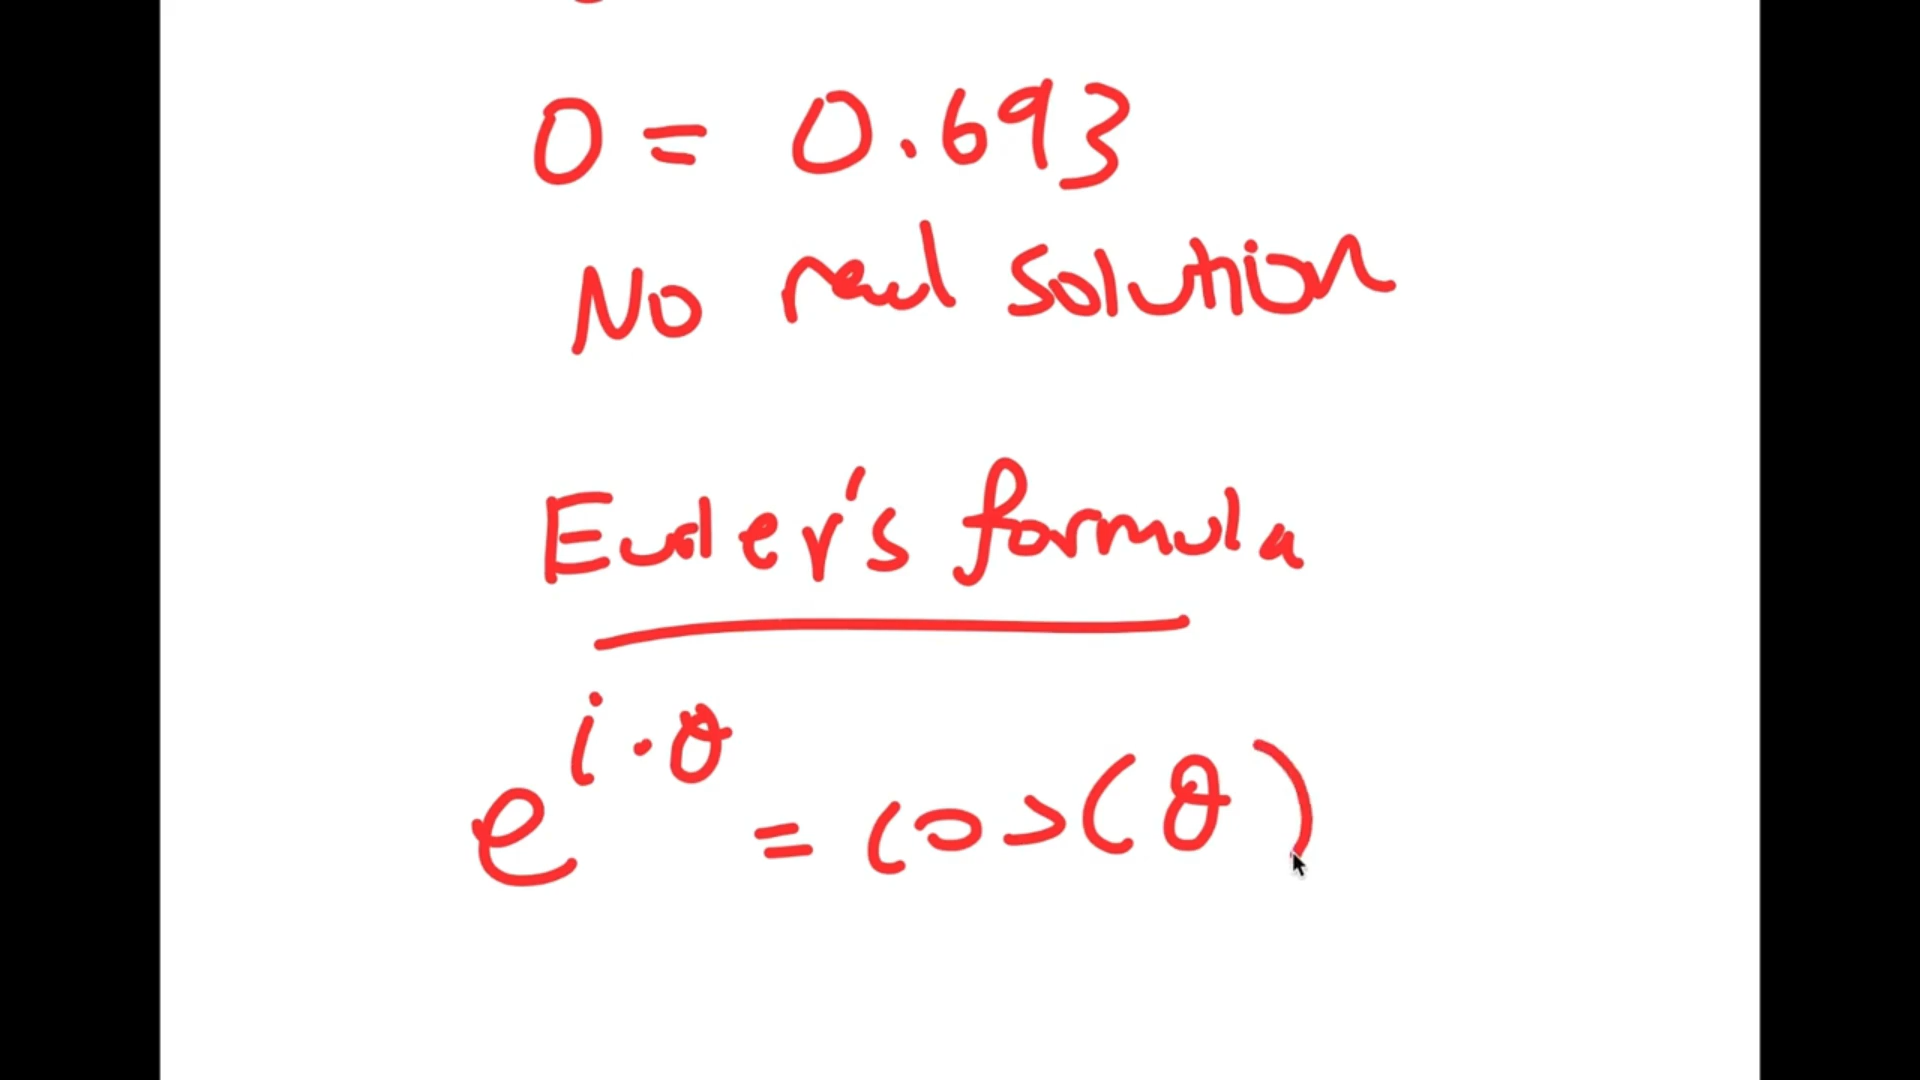 0 = 0.693
No real solution
Euler's formula
e^{i·θ} = cos(θ)